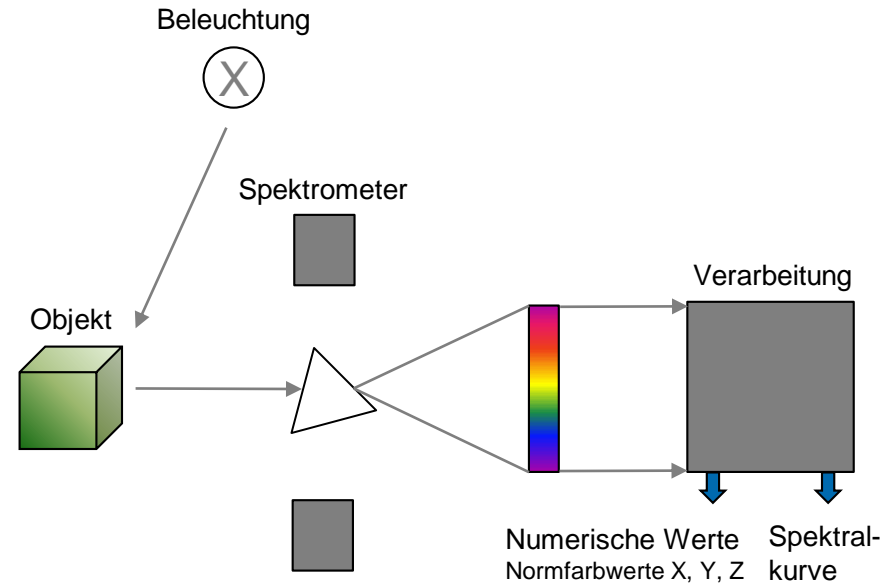 Beleuchtung
X
Spektrometer
Verarbeitung
Objekt
Numerische Werte
Normfarbwerte X, Y, Z
Spektral-
kurve